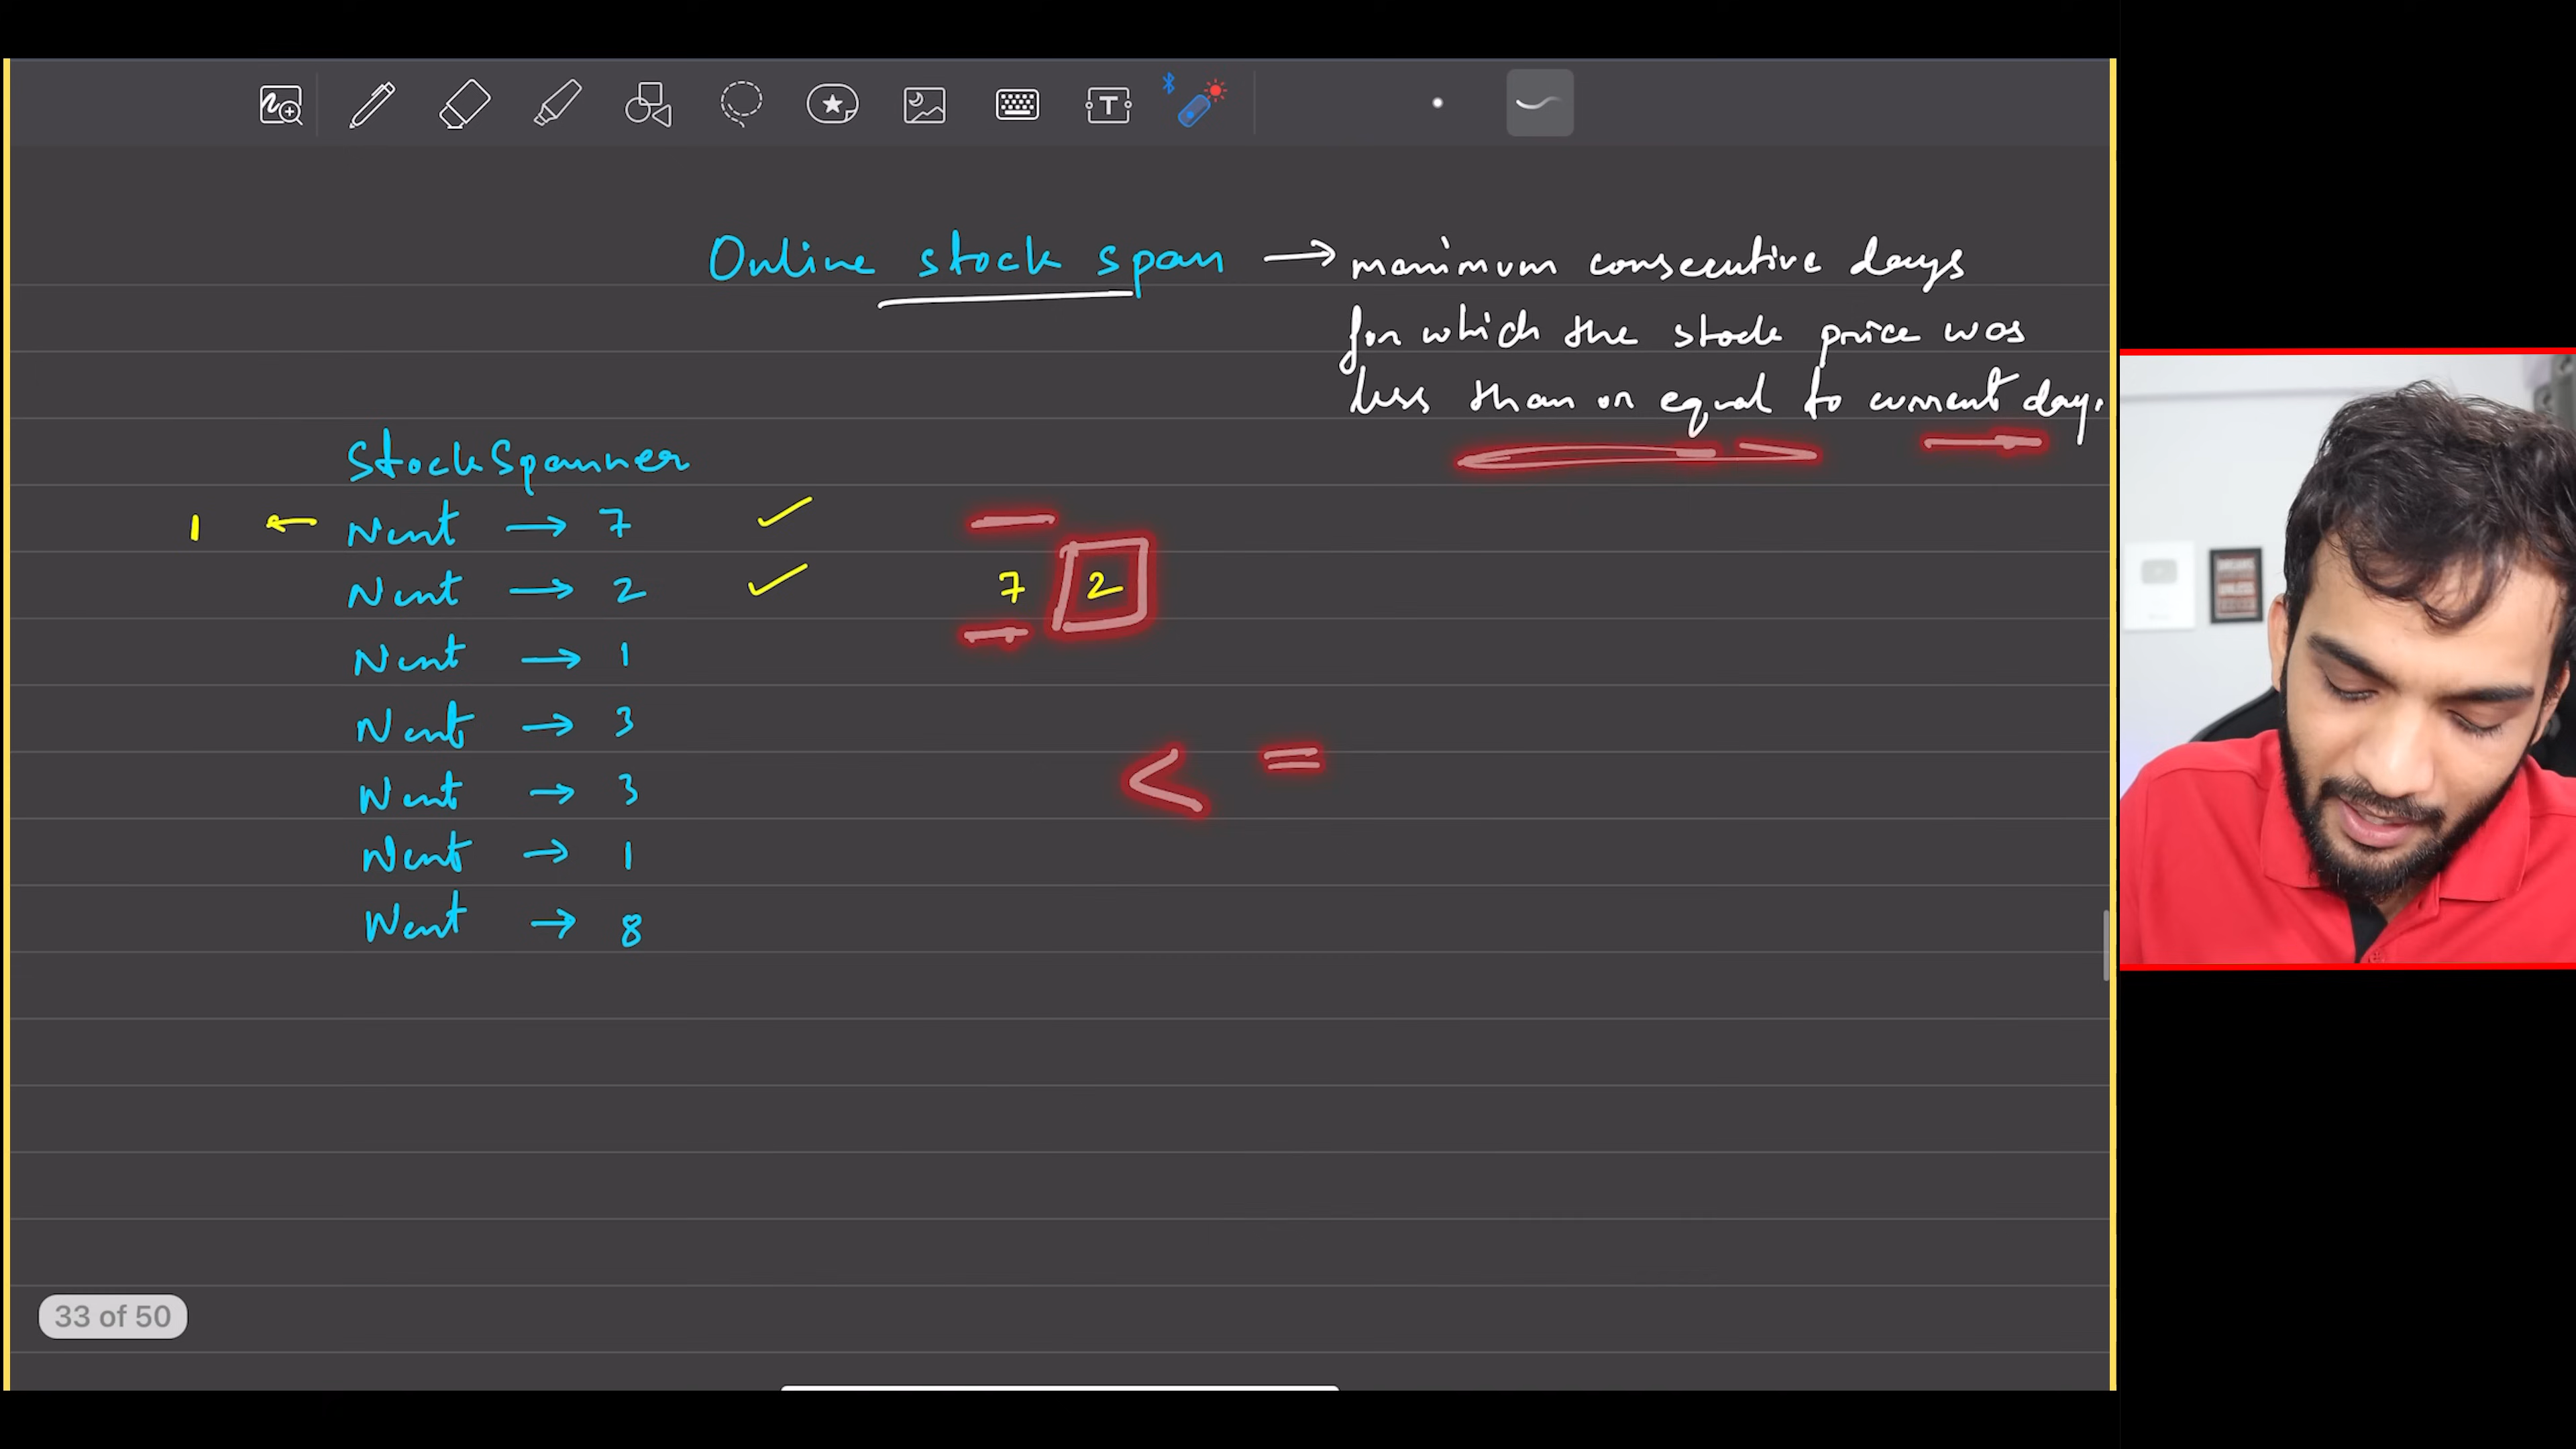 Online stock span → maximum consecutive days
for which the stock price was
less than or equal to current day.
StockSpanner
1 ← Next → 7 ✓
Next → 2 ✓ 7 2
Next → 1
Next → 3
< =
Next → 3
Next → 1
Next → 8
33 of 50